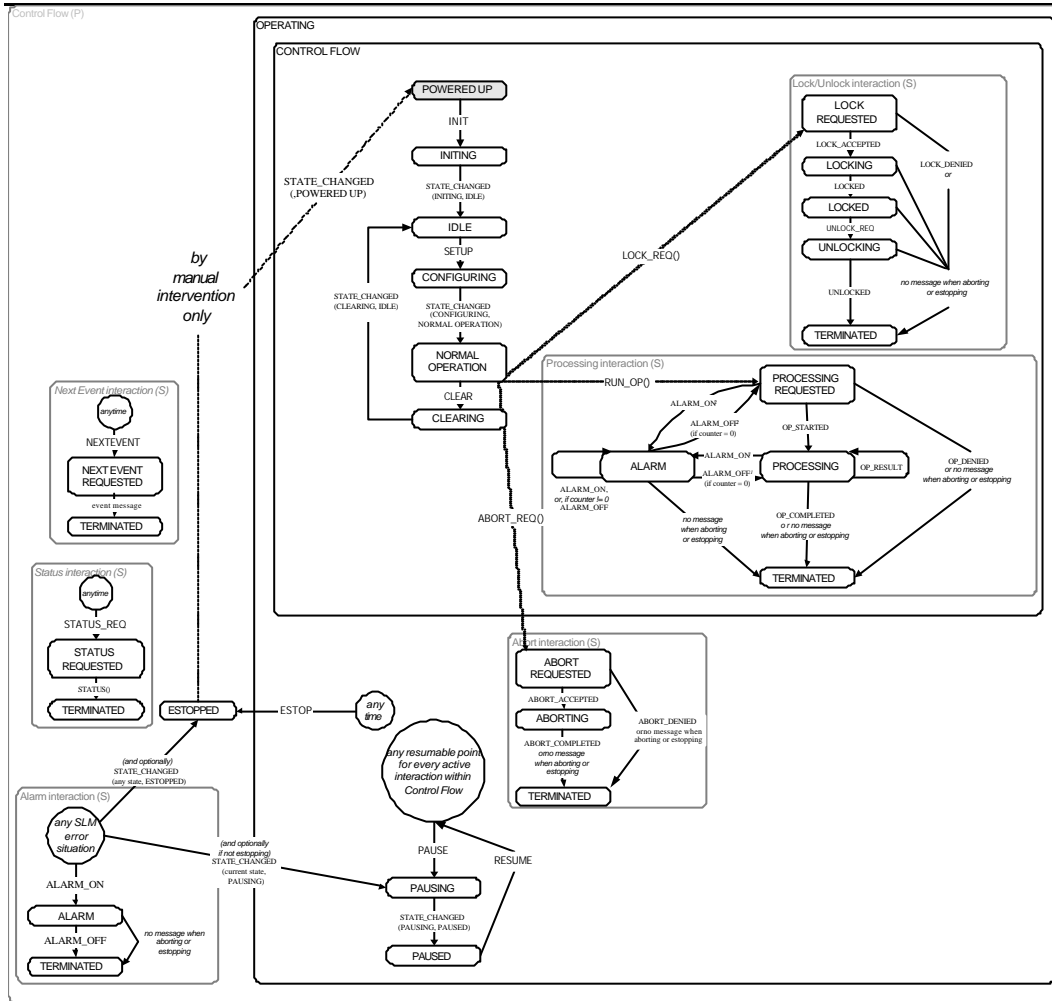 Control Flow (P)
OPERATING
CONTROL FLOW
POWERED UP
INIT
INITING
STATE_CHANGED
(INITING, IDLE)
IDLE
SETUP
CONFIGURING
STATE_CHANGED
(CONFIGURING,
NORMAL OPERATION)
NORMAL
OPERATION
CLEAR
CLEARING
STATE_CHANGED
(CLEARING, IDLE)
STATE_CHANGED
(,POWERED UP)
by
manual
intervention
only
LOCK_REQ()
RUN_OP()
ABORT_REQ()
Lock/Unlock interaction (S)
LOCK
REQUESTED
LOCK_ACCEPTED
LOCKING
LOCKED
LOCKED
UNLOCK_REQ
UNLOCKING
UNLOCKED
TERMINATED
LOCK_DENIED
or
no message when aborting
or estopping
Processing interaction (S)
PROCESSING
REQUESTED
ALARM_ON
ALARM_OFF
(if counter = 0)
OP_STARTED
ALARM
ALARM_ON
ALARM_OFF
(if counter = 0)
PROCESSING
OP_RESULT
ALARM_ON,
or, if counter != 0
ALARM_OFF
no message
when aborting
or estopping
OP_COMPLETED
or no message
when aborting or estopping
OP_DENIED
or no message
when aborting or estopping
TERMINATED
Next Event interaction (S)
anytime
NEXTEVENT
NEXT EVENT
REQUESTED
event message
TERMINATED
Status interaction (S)
anytime
STATUS_REQ
STATUS
REQUESTED
STATUS()
TERMINATED
ESTOPPED
ESTOP
any
time
Abort interaction (S)
ABORT
REQUESTED
ABORT_ACCEPTED
ABORTING
ABORT_COMPLETED
orno message
when aborting or
estopping
TERMINATED
ABORT_DENIED
orno message when
aborting or estopping
any resumable point
for every active
interaction within
Control Flow
PAUSE
RESUME
PAUSING
STATE_CHANGED
(PAUSING, PAUSED)
PAUSED
(and optionally)
STATE_CHANGED
(any state, ESTOPPED)
(and optionally
if not estopping)
STATE_CHANGED
(current state,
PAUSING)
Alarm interaction (S)
any SLM
error
situation
ALARM_ON
ALARM
ALARM_OFF
TERMINATED
no message when
aborting or
estopping